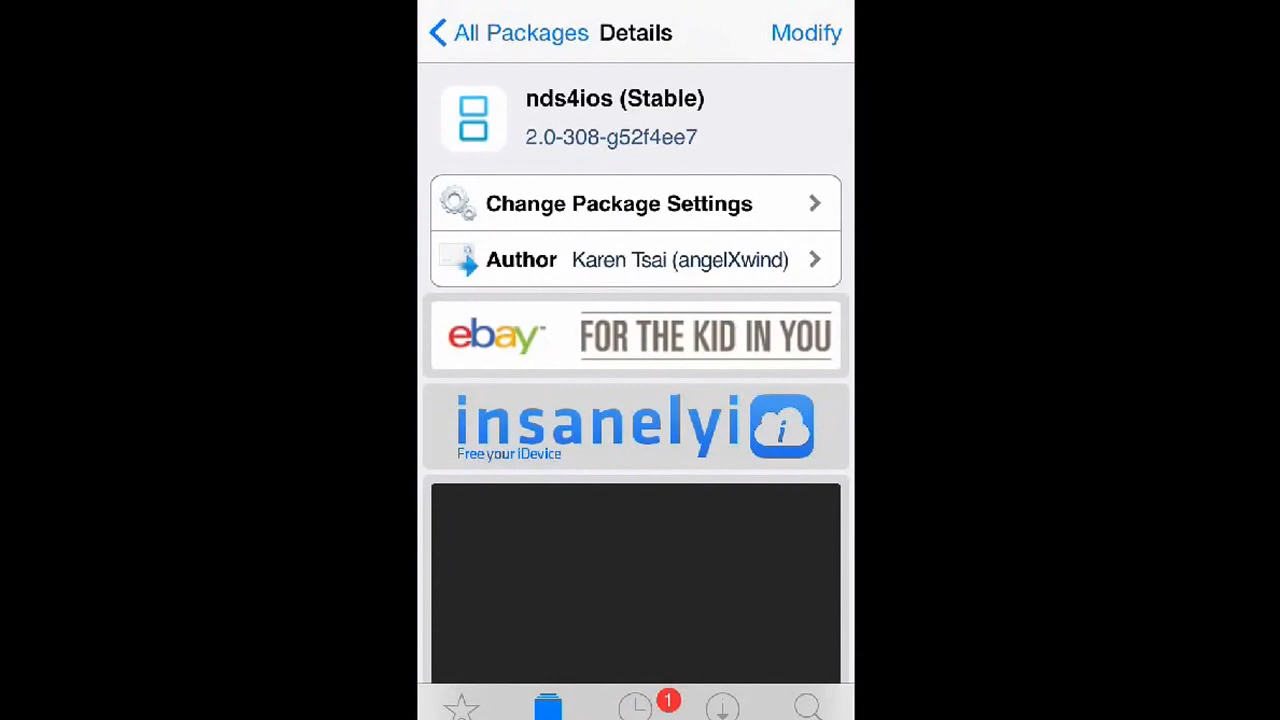 All Packages Details Modify
nds4ios (Stable)
2.0-308-g52f4ee7
Change Package Settings
Author Karen Tsai (angelXwind)
ebay™ FOR THE KID IN YOU
insanelyi i
Free your iDevice
1